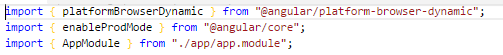 import { platformBrowserDynamic } from "@angular/platform-browser-dynamic";
import { enableProdMode } from "@angular/core";
import { AppModule } from "./app/app.module";